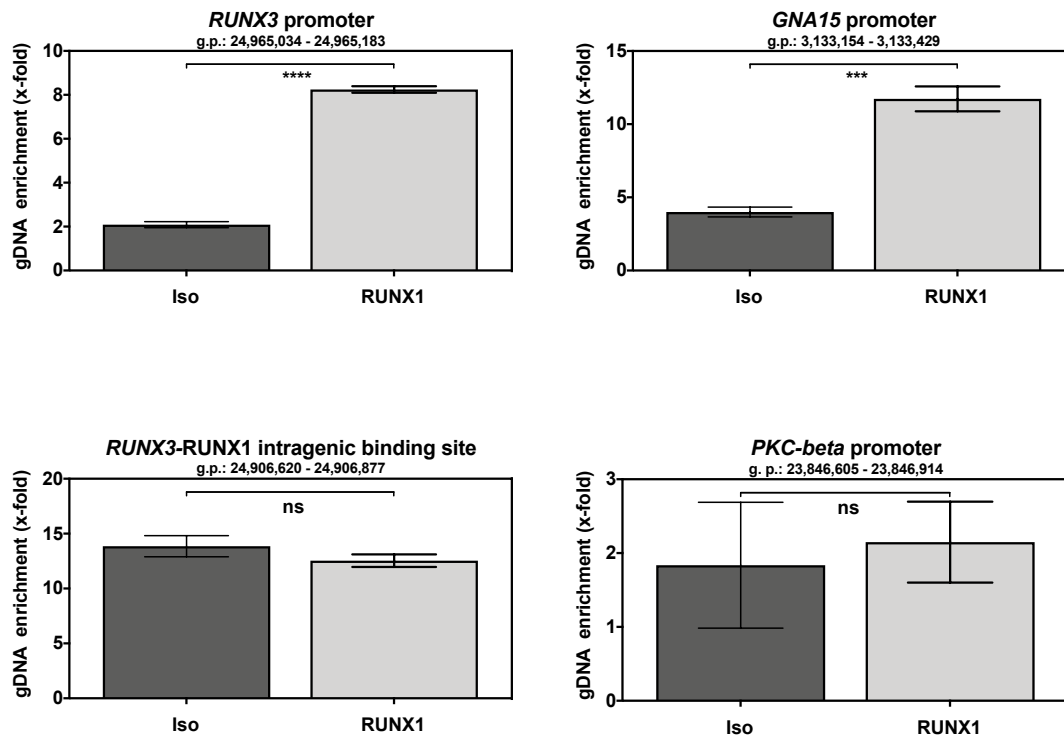 RUNX3 promoter
g.p.: 24,965,034 - 24,965,183
gDNA enrichment (x-fold)
10
8
6
4
2
0
****
Iso
RUNX1
GNA15 promoter
g.p.: 3,133,154 - 3,133,429
gDNA enrichment (x-fold)
15
10
5
0
***
Iso
RUNX1
RUNX3-RUNX1 intragenic binding site
g.p.: 24,906,620 - 24,906,877
gDNA enrichment (x-fold)
20
15
10
5
0
ns
Iso
RUNX1
PKC-beta promoter
g. p.: 23,846,605 - 23,846,914
gDNA enrichment (x-fold)
3
2
1
0
ns
Iso
RUNX1